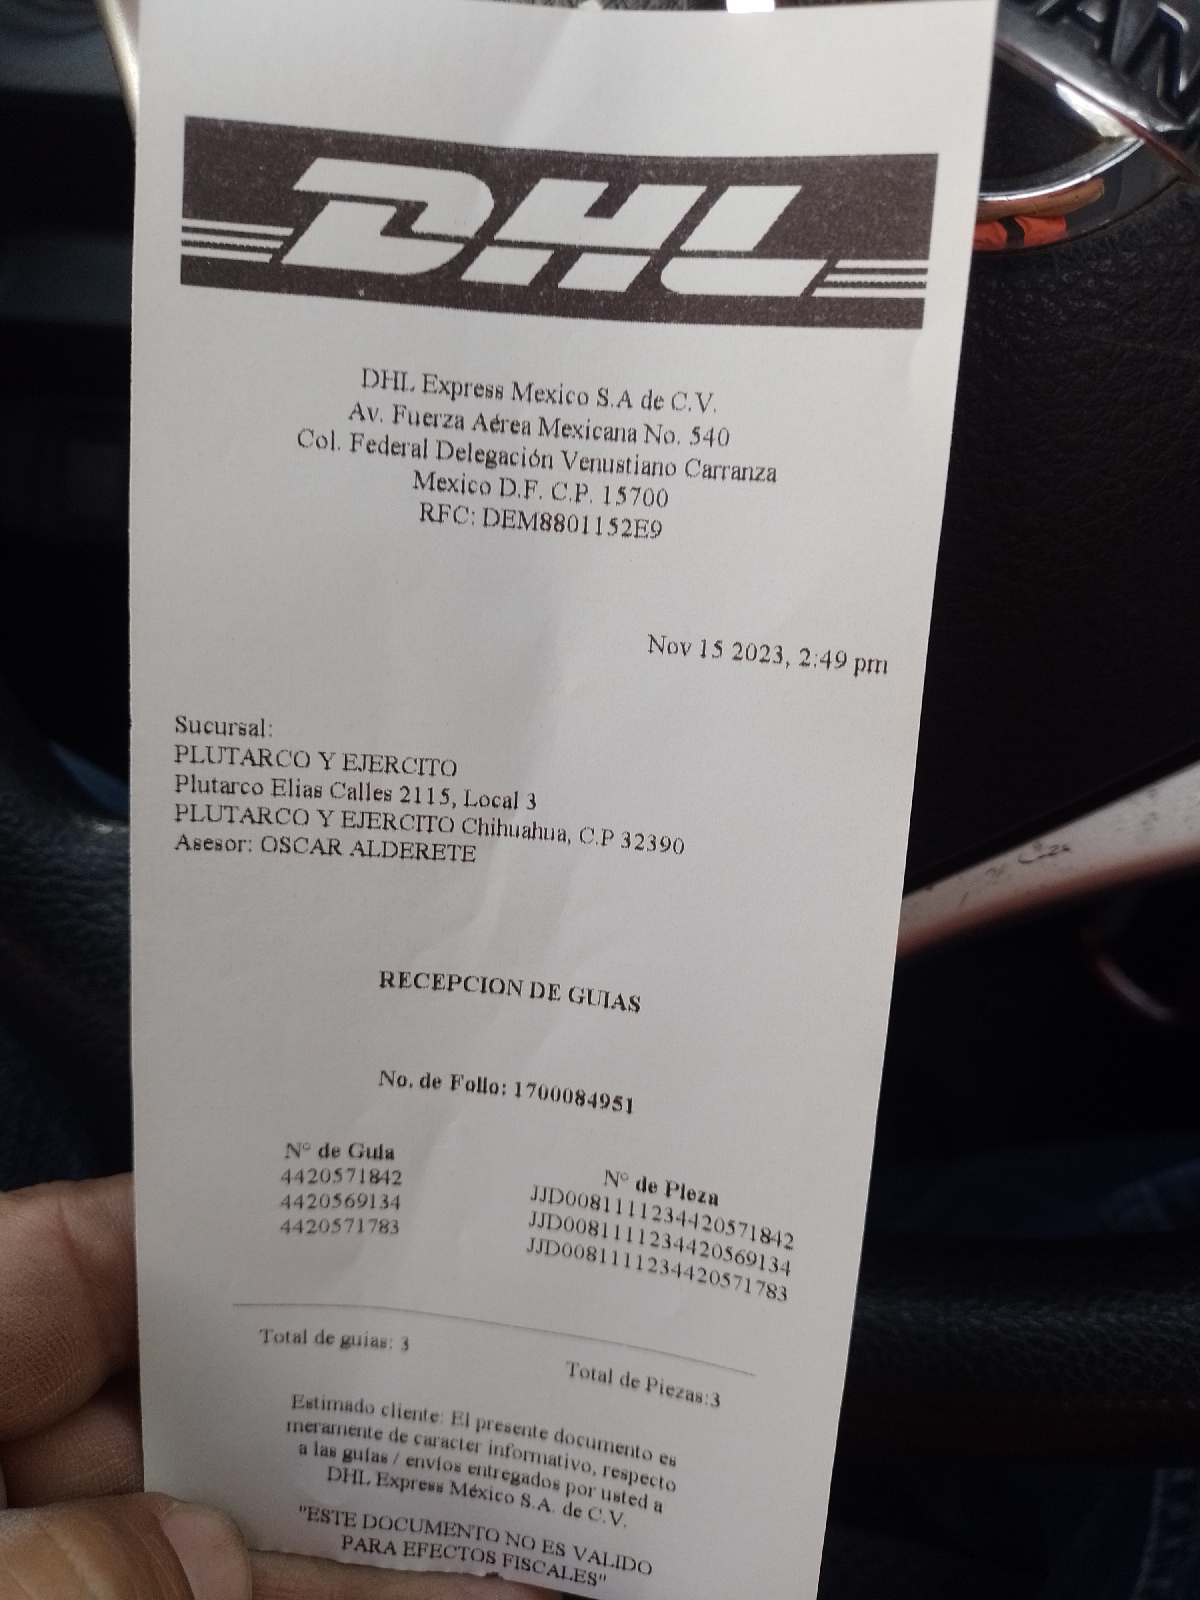 AN
DHL
DHL Express Mexico S.A de C.V.
Av. Fuerza Aérea Mexicana No. 540
Col. Federal Delegación Venustiano Carranza
Mexico D.F. C.P. 15700
RFC: DEM8801152E9
Nov 15 2023, 2:49 pm
Sucursal:
PLUTARCO Y EJERCITO
Plutarco Elias Calles 2115, Local 3
PLUTARCO Y EJERCITO Chihuahua, C.P 32390
Asesor: OSCAR ALDERETE
RECEPCION DE GUIAS
No. de Folio: 1700084951
N° de Guia N° de Pieza
4420571842 JJD0081111234420571842
4420569134 JJD0081111234420569134
4420571783 JJD0081111234420571783
Total de guias: 3 Total de Piezas:3
Estimado cliente: El presente documento es
meramente de caracter informativo, respecto
a las guías / envíos entregados por usted a
DHL Express México S.A. de C.V.
"ESTE DOCUMENTO NO ES VALIDO
PARA EFECTOS FISCALES"